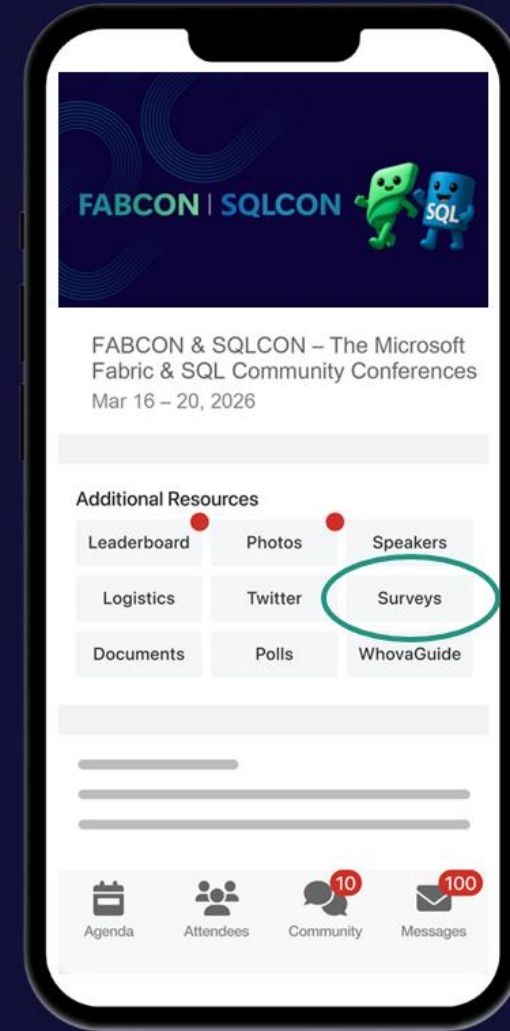 FABCON | SQLCON
SQL
FABCON & SQLCON – The Microsoft
Fabric & SQL Community Conferences
Mar 16 – 20, 2026
Additional Resources
Leaderboard Photos Speakers
Logistics Twitter Surveys
Documents Polls WhovaGuide
10 100
Agenda Attendees Community Messages